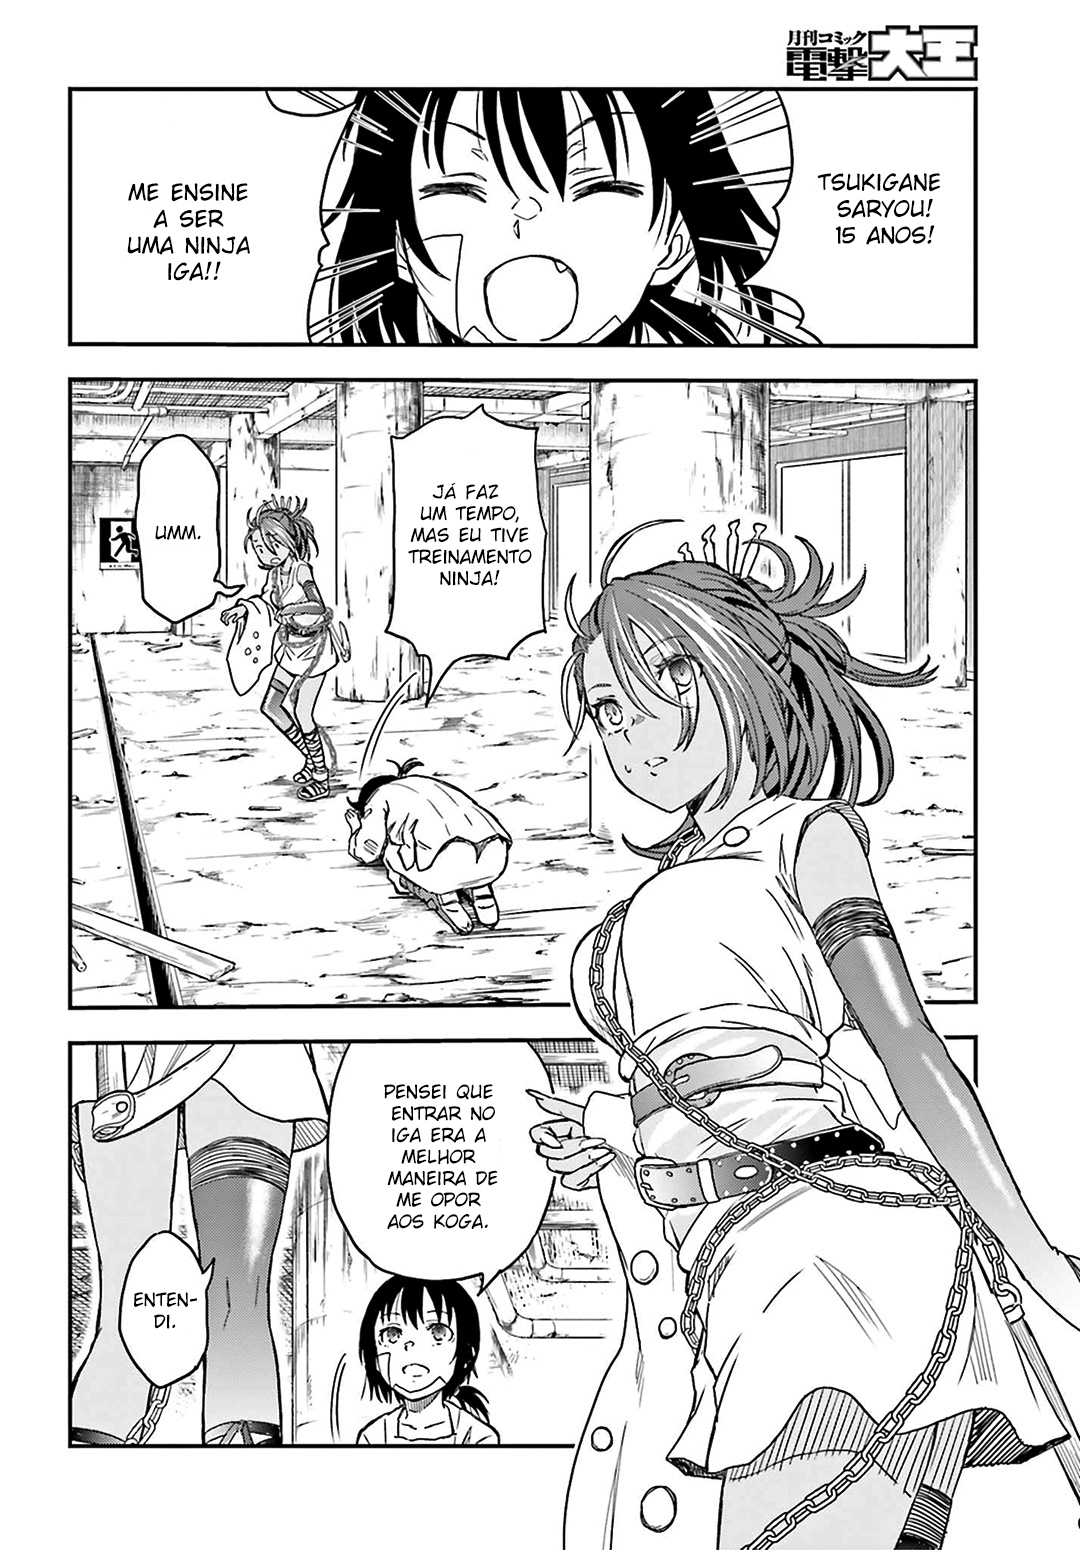 月刊コミック
電撃大王
TSUKIGANE
SARYOU!
15 ANOS!
ME ENSINE
A SER
UMA NINJA
IGA!!
JÁ FAZ
UM TEMPO,
MAS EU TIVE
TREINAMENTO
NINJA!
UMM.
PENSEI QUE
ENTRAR NO
IGA ERA A
MELHOR
MANEIRA DE
ME OPOR
AOS KOGA.
ENTEN-
DI.